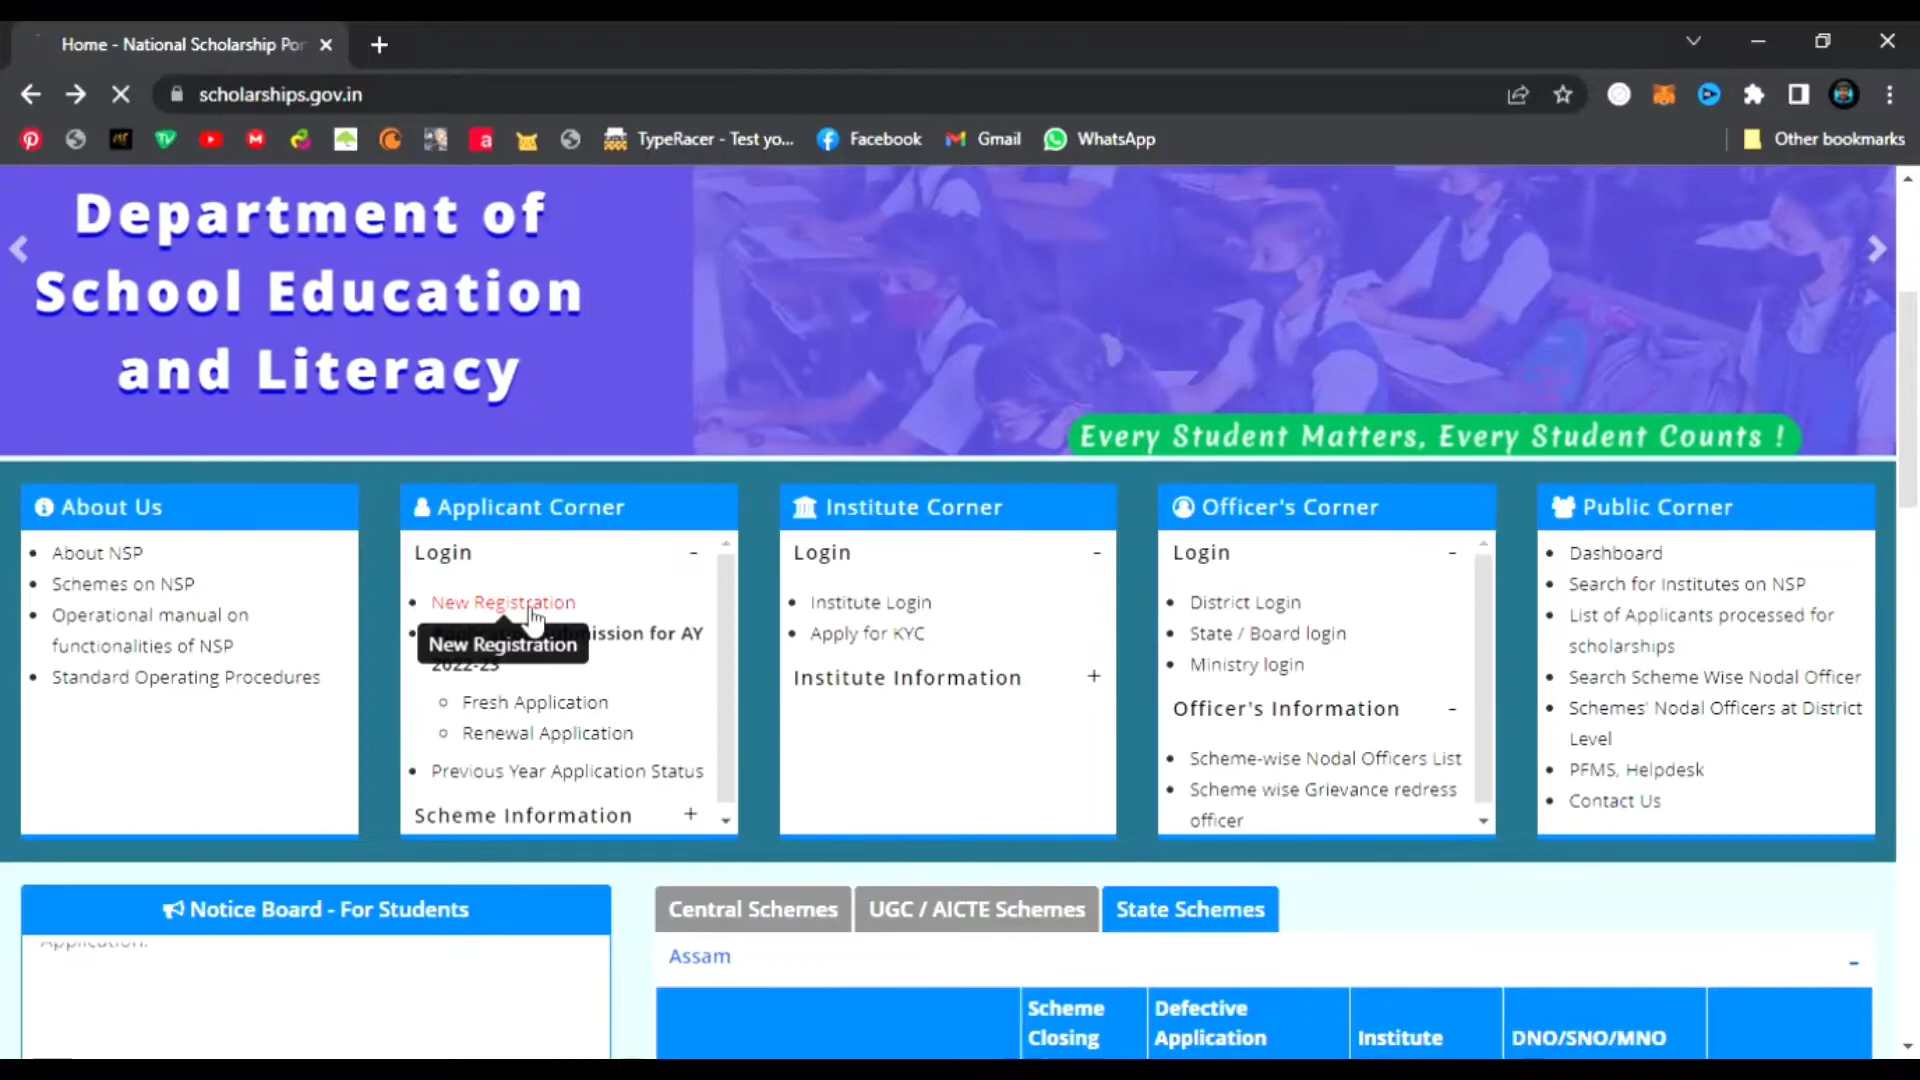 Home - National Scholarship Por
scholarships.gov.in
TypeRacer - Test yo...
Facebook
Gmail
WhatsApp
Other bookmarks
Department of
School Education
and Literacy
Every Student Matters, Every Student Counts !
About Us
About NSP
Schemes on NSP
Operational manual on
functionalities of NSP
Standard Operating Procedures
Applicant Corner
Login -
New Registration
ission for AY
New Registration
2022-23
Fresh Application
Renewal Application
Previous Year Application Status
Scheme Information +
Institute Corner
Login -
Institute Login
Apply for KYC
Institute Information +
Officer's Corner
Login -
District Login
State / Board login
Ministry login
Officer's Information -
Scheme-wise Nodal Officers List
Scheme wise Grievance redress
officer
Public Corner
Dashboard
Search for Institutes on NSP
List of Applicants processed for
scholarships
Search Scheme Wise Nodal Officer
Schemes' Nodal Officers at District
Level
PFMS, Helpdesk
Contact Us
Notice Board - For Students
Application.
Central Schemes
UGC / AICTE Schemes
State Schemes
Assam -
Scheme
Closing
Defective
Application
Institute
DNO/SNO/MNO